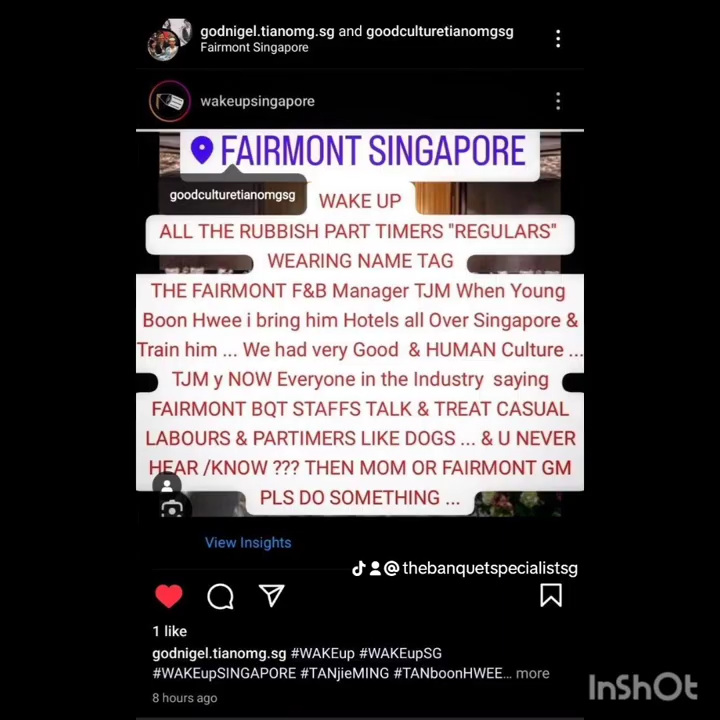 godnigel.tianomg.sg and goodculturetianomgsg
Fairmont Singapore
wakeupsingapore
FAIRMONT SINGAPORE
goodculturetianomgsg
WAKE UP
ALL THE RUBBISH PART TIMERS "REGULARS"
WEARING NAME TAG
THE FAIRMONT F&B Manager TJM When Young
Boon Hwee i bring him Hotels all Over Singapore &
Train him ... We had very Good & HUMAN Culture ...
TJM y NOW Everyone in the Industry saying
FAIRMONT BQT STAFFS TALK & TREAT CASUAL
LABOURS & PARTIMERS LIKE DOGS ... & U NEVER
HEAR /KNOW ??? THEN MOM OR FAIRMONT GM
PLS DO SOMETHING ...
View Insights
@thebanquetspecialistsg
1 like
godnigel.tianomg.sg #WAKEup #WAKEupSG
#WAKEupSINGAPORE #TANjieMING #TANboonHWEE... more
8 hours ago
InShOt